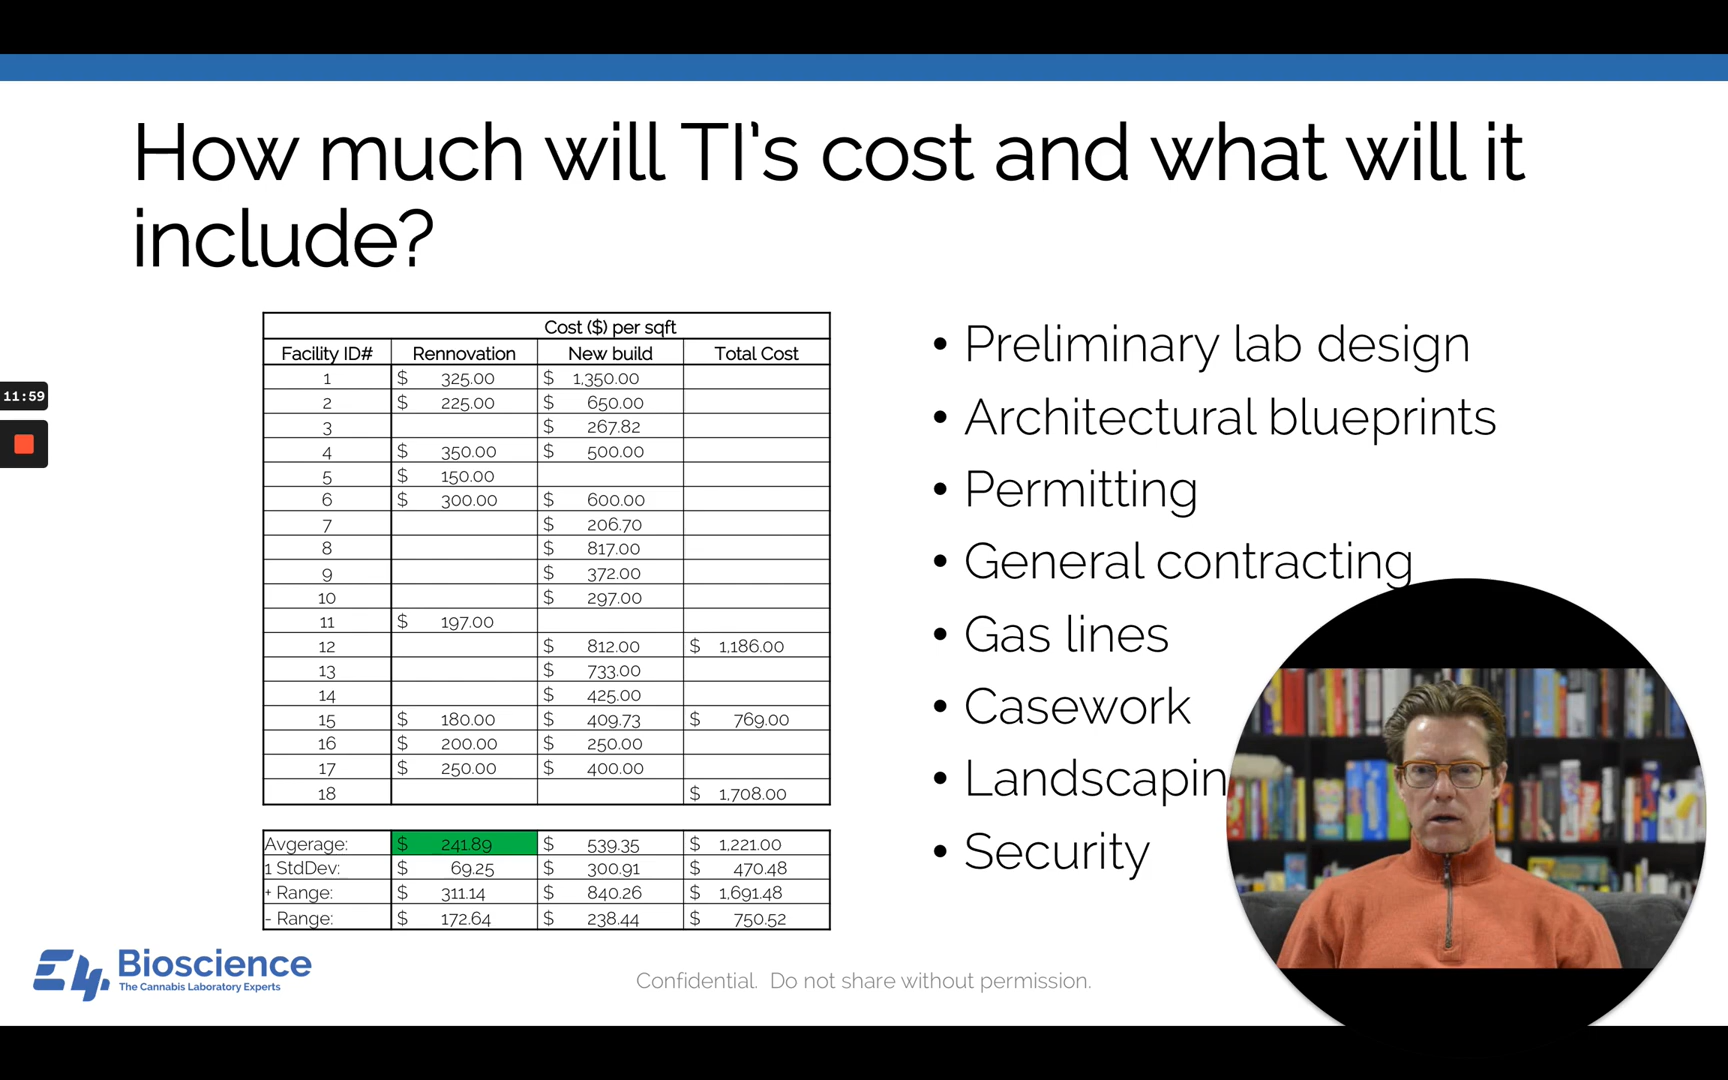 How much will TI's cost and what will it
include?
11:59
Cost ($) per sqft
Facility ID# Rennovation New build Total Cost
1 $ 325.00 $ 1,350.00
2 $ 225.00 $ 650.00
3 $ 267.82
4 $ 350.00 $ 500.00
5 $ 150.00
6 $ 300.00 $ 600.00
7 $ 206.70
8 $ 817.00
9 $ 372.00
10 $ 297.00
11 $ 197.00
12 $ 812.00 $ 1,186.00
13 $ 733.00
14 $ 425.00
15 $ 180.00 $ 409.73 $ 769.00
16 $ 200.00 $ 250.00
17 $ 250.00 $ 400.00
18 $ 1,708.00
Avgerage: $ 241.89 $ 539.35 $ 1,221.00
1 StdDev: $ 69.25 $ 300.91 $ 470.48
+ Range: $ 311.14 $ 840.26 $ 1,691.48
- Range: $ 172.64 $ 238.44 $ 750.52
• Preliminary lab design
• Architectural blueprints
• Permitting
• General contracting
• Gas lines
• Casework
• Landscapin
• Security
E4 Bioscience
The Cannabis Laboratory Experts
Confidential. Do not share without permission.